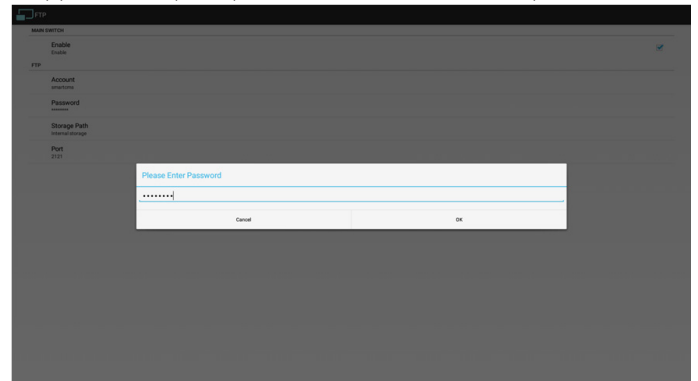 FTP
MAIN SWITCH
Enable
Enable
FTP
Account
smartcms
Password
********
Storage Path
Internal storage
Port
2121
Please Enter Password
••••••••
Cancel
OK